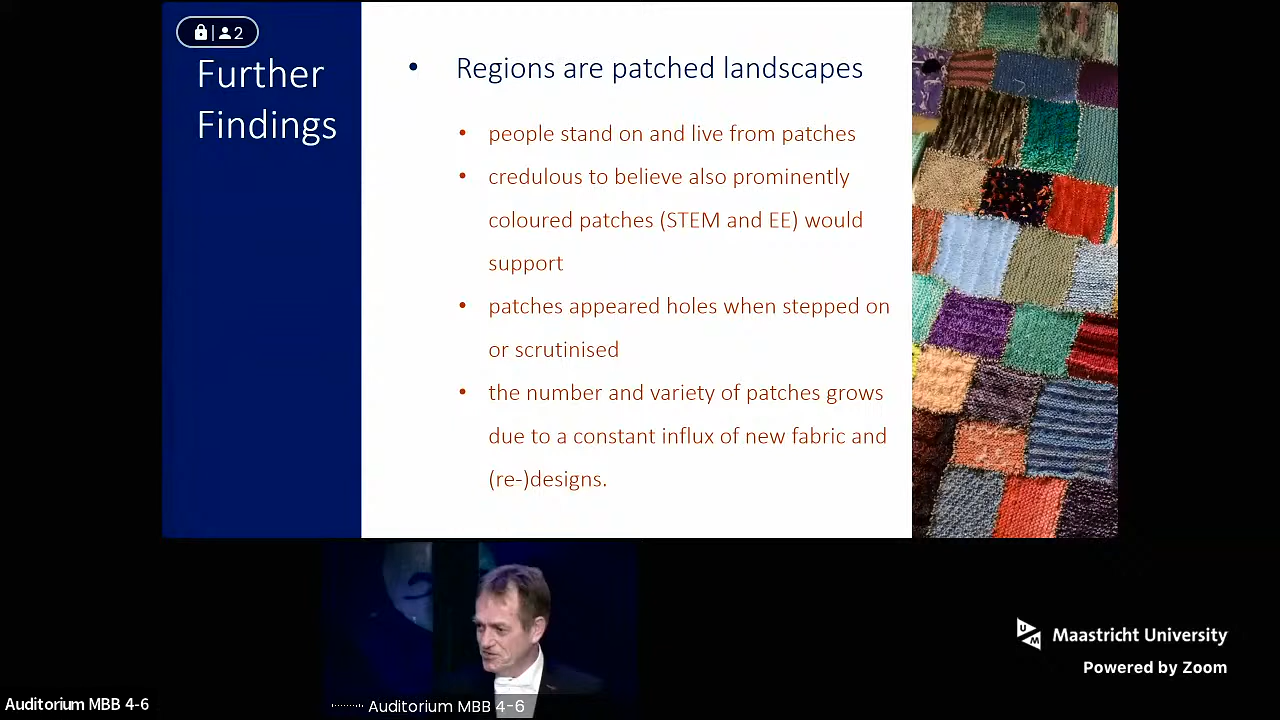 2
Further
Findings
• Regions are patched landscapes
• people stand on and live from patches
• credulous to believe also prominently
coloured patches (STEM and EE) would
support
• patches appeared holes when stepped on
or scrutinised
• the number and variety of patches grows
due to a constant influx of new fabric and
(re-)designs.
UM Maastricht University
Powered by Zoom
Auditorium MBB 4-6
Auditorium MBB 4-6